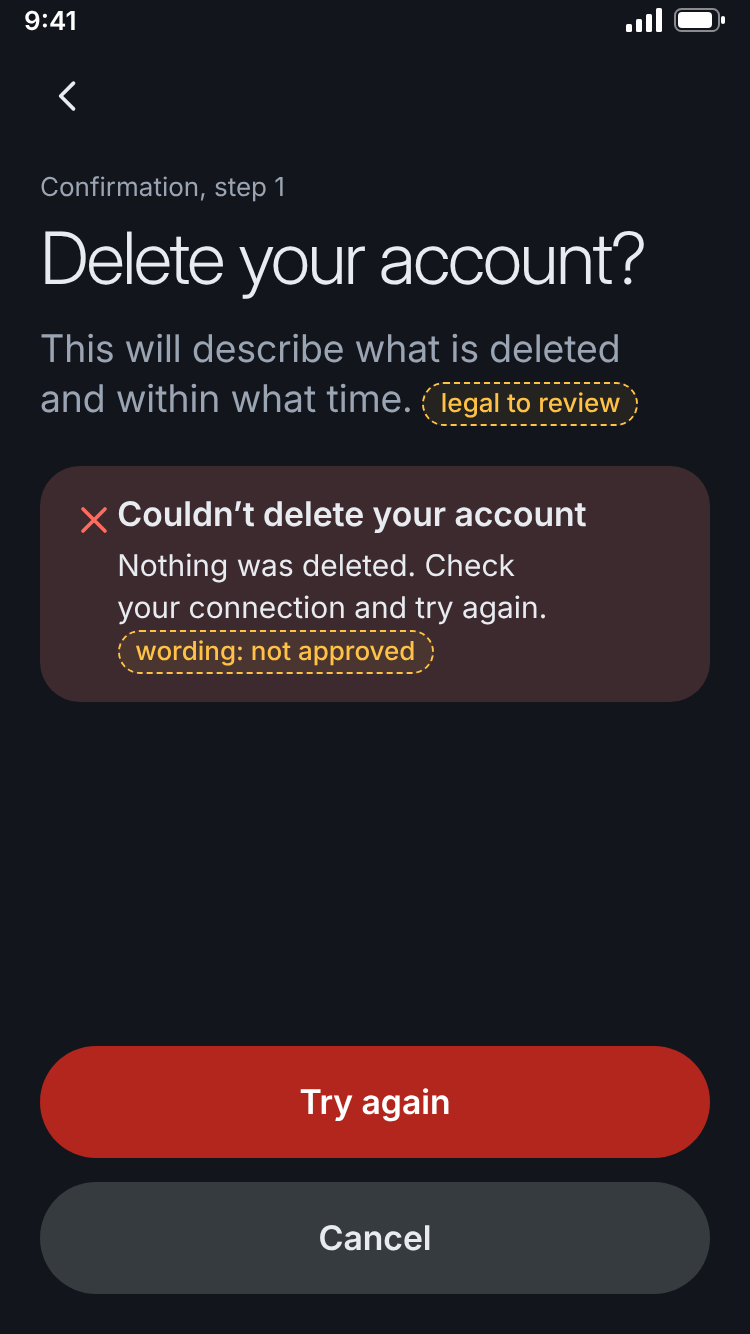 9:41
Confirmation, step 1
Delete your account?
This will describe what is deleted
and within what time. legal to review
Couldn’t delete your account
Nothing was deleted. Check
your connection and try again.
wording: not approved
Try again
Cancel